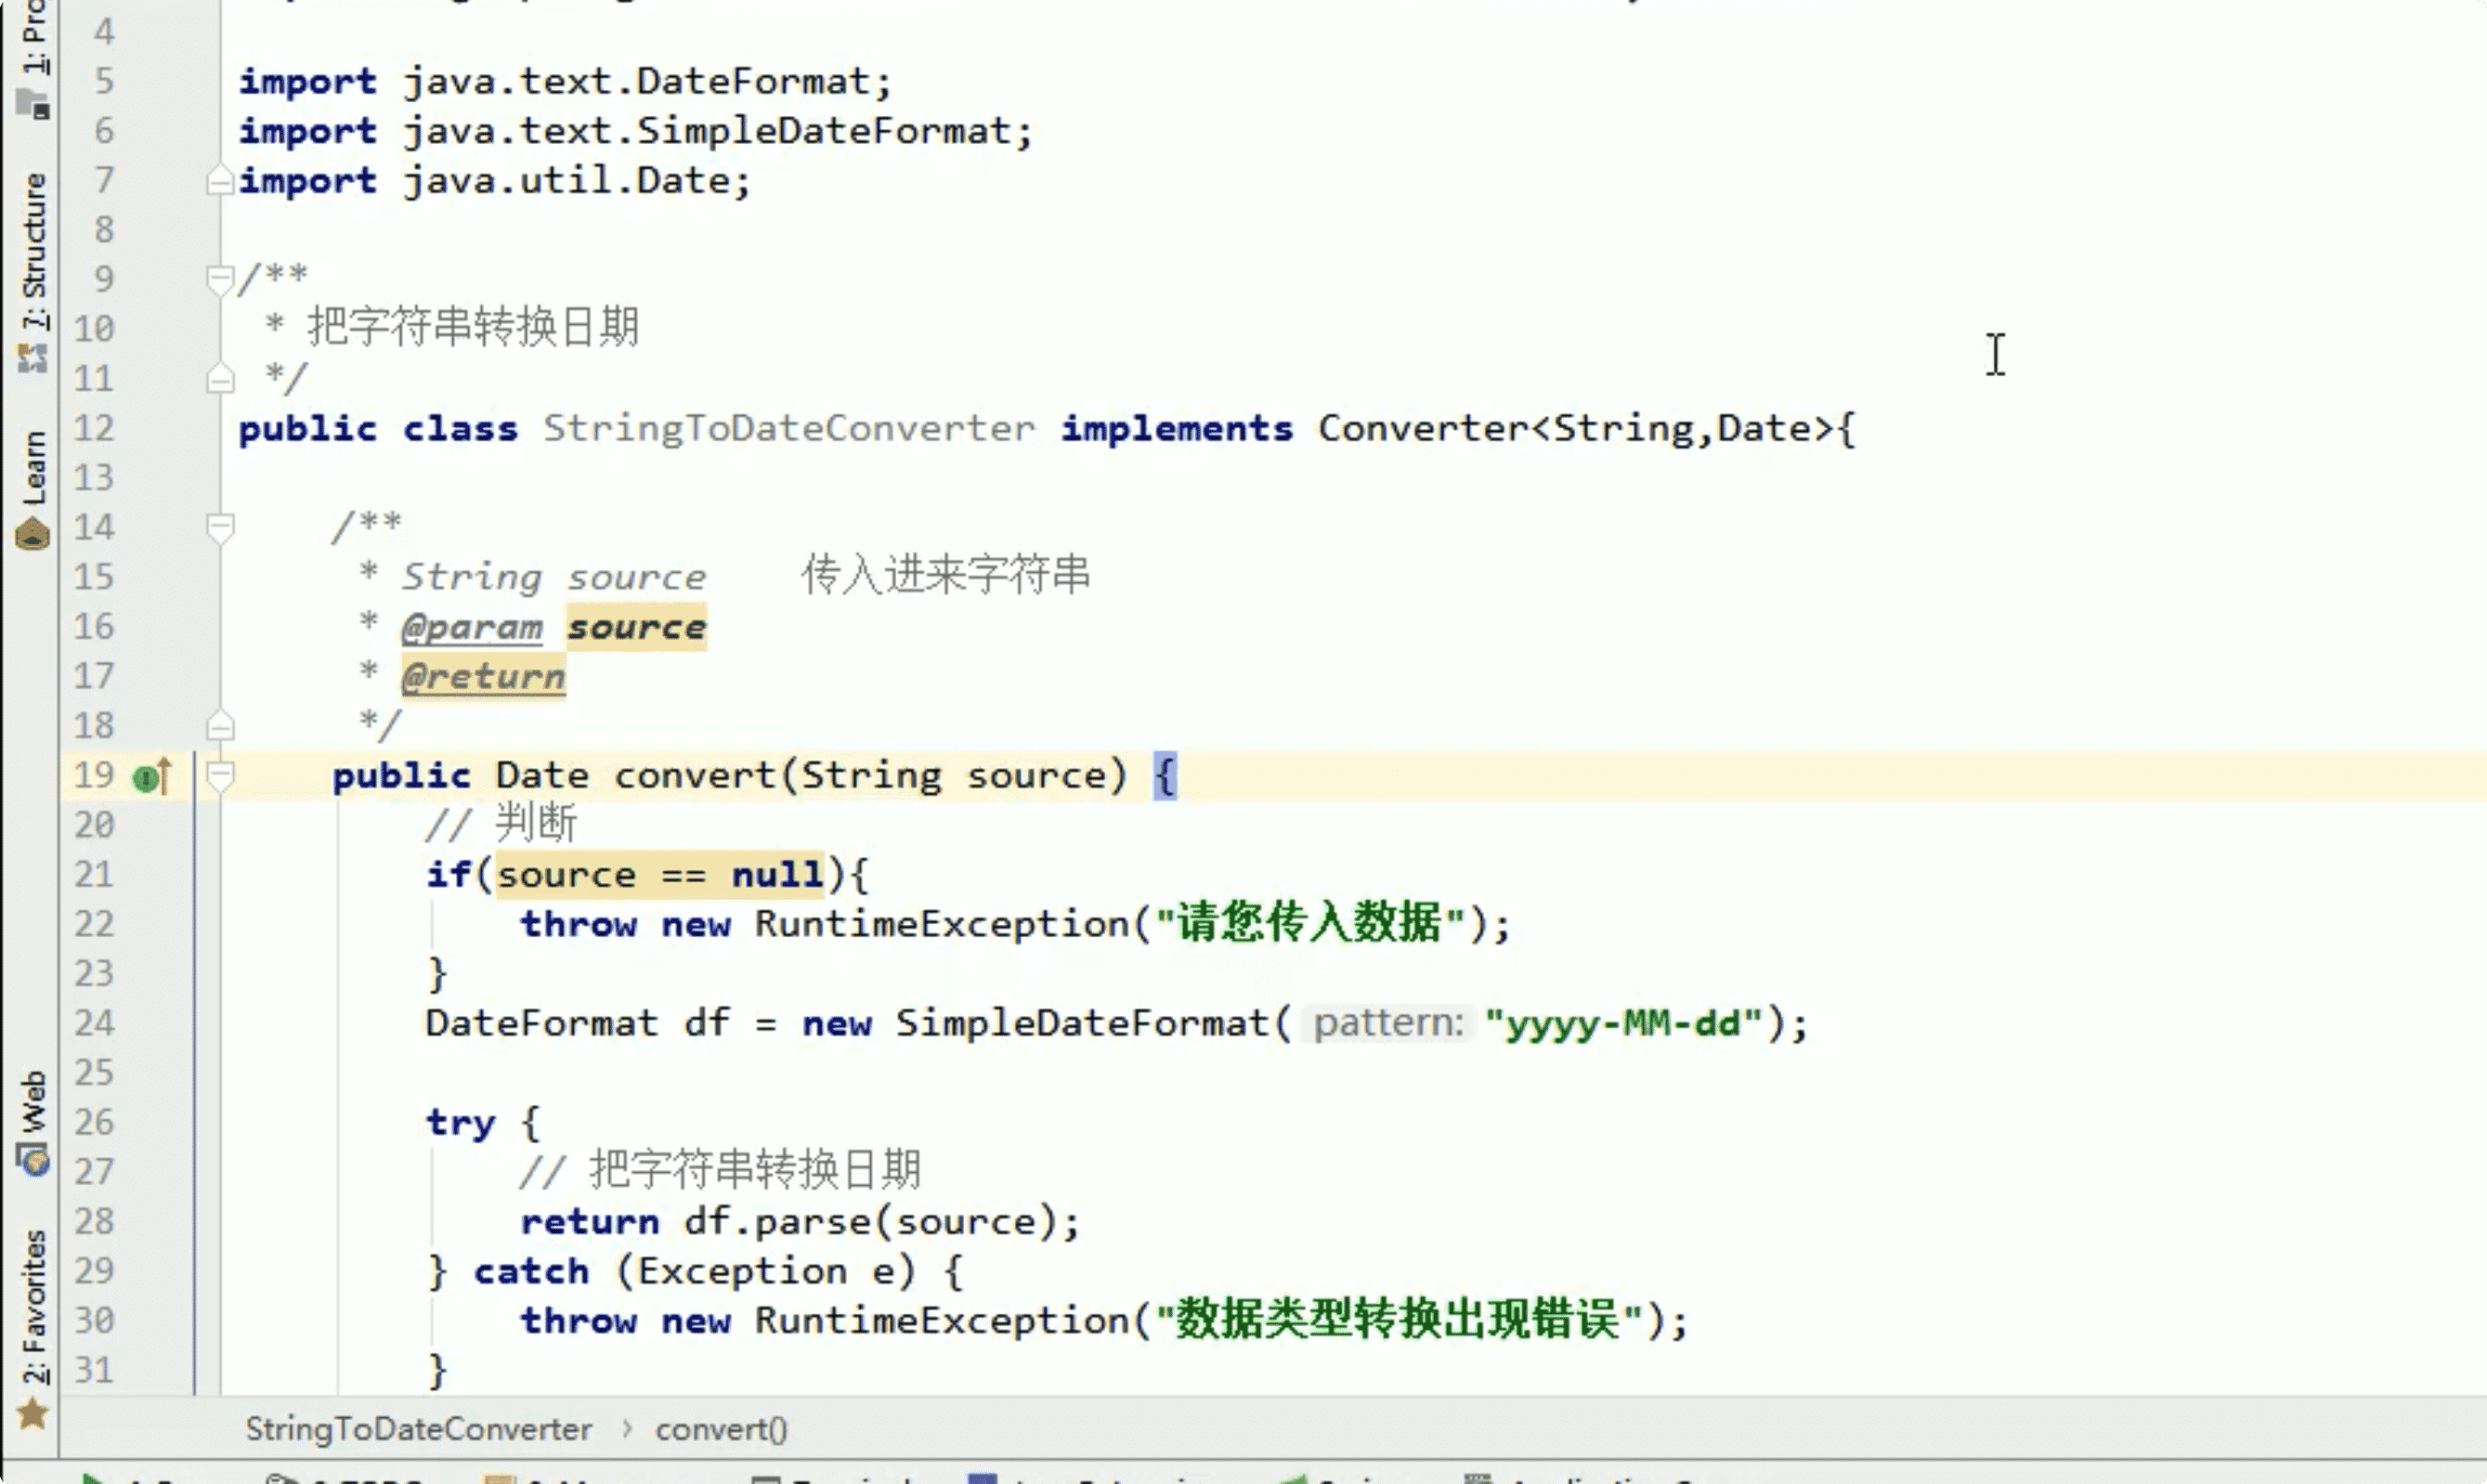 4
5 import java.text.DateFormat;
6 import java.text.SimpleDateFormat;
7 import java.util.Date;
8
9 /**
10 * 把字符串转换日期
11 */
12 public class StringToDateConverter implements Converter<String,Date>{
13
14 /**
15 * String source 传入进来字符串
16 * @param source
17 * @return
18 */
19 public Date convert(String source) {
20 // 判断
21 if(source == null){
22 throw new RuntimeException("请您传入数据");
23 }
24 DateFormat df = new SimpleDateFormat( pattern: "yyyy-MM-dd");
25
26 try {
27 // 把字符串转换日期
28 return df.parse(source);
29 } catch (Exception e) {
30 throw new RuntimeException("数据类型转换出现错误");
31 }
7: Structure
Learn
Web
2: Favorites
StringToDateConverter › convert()